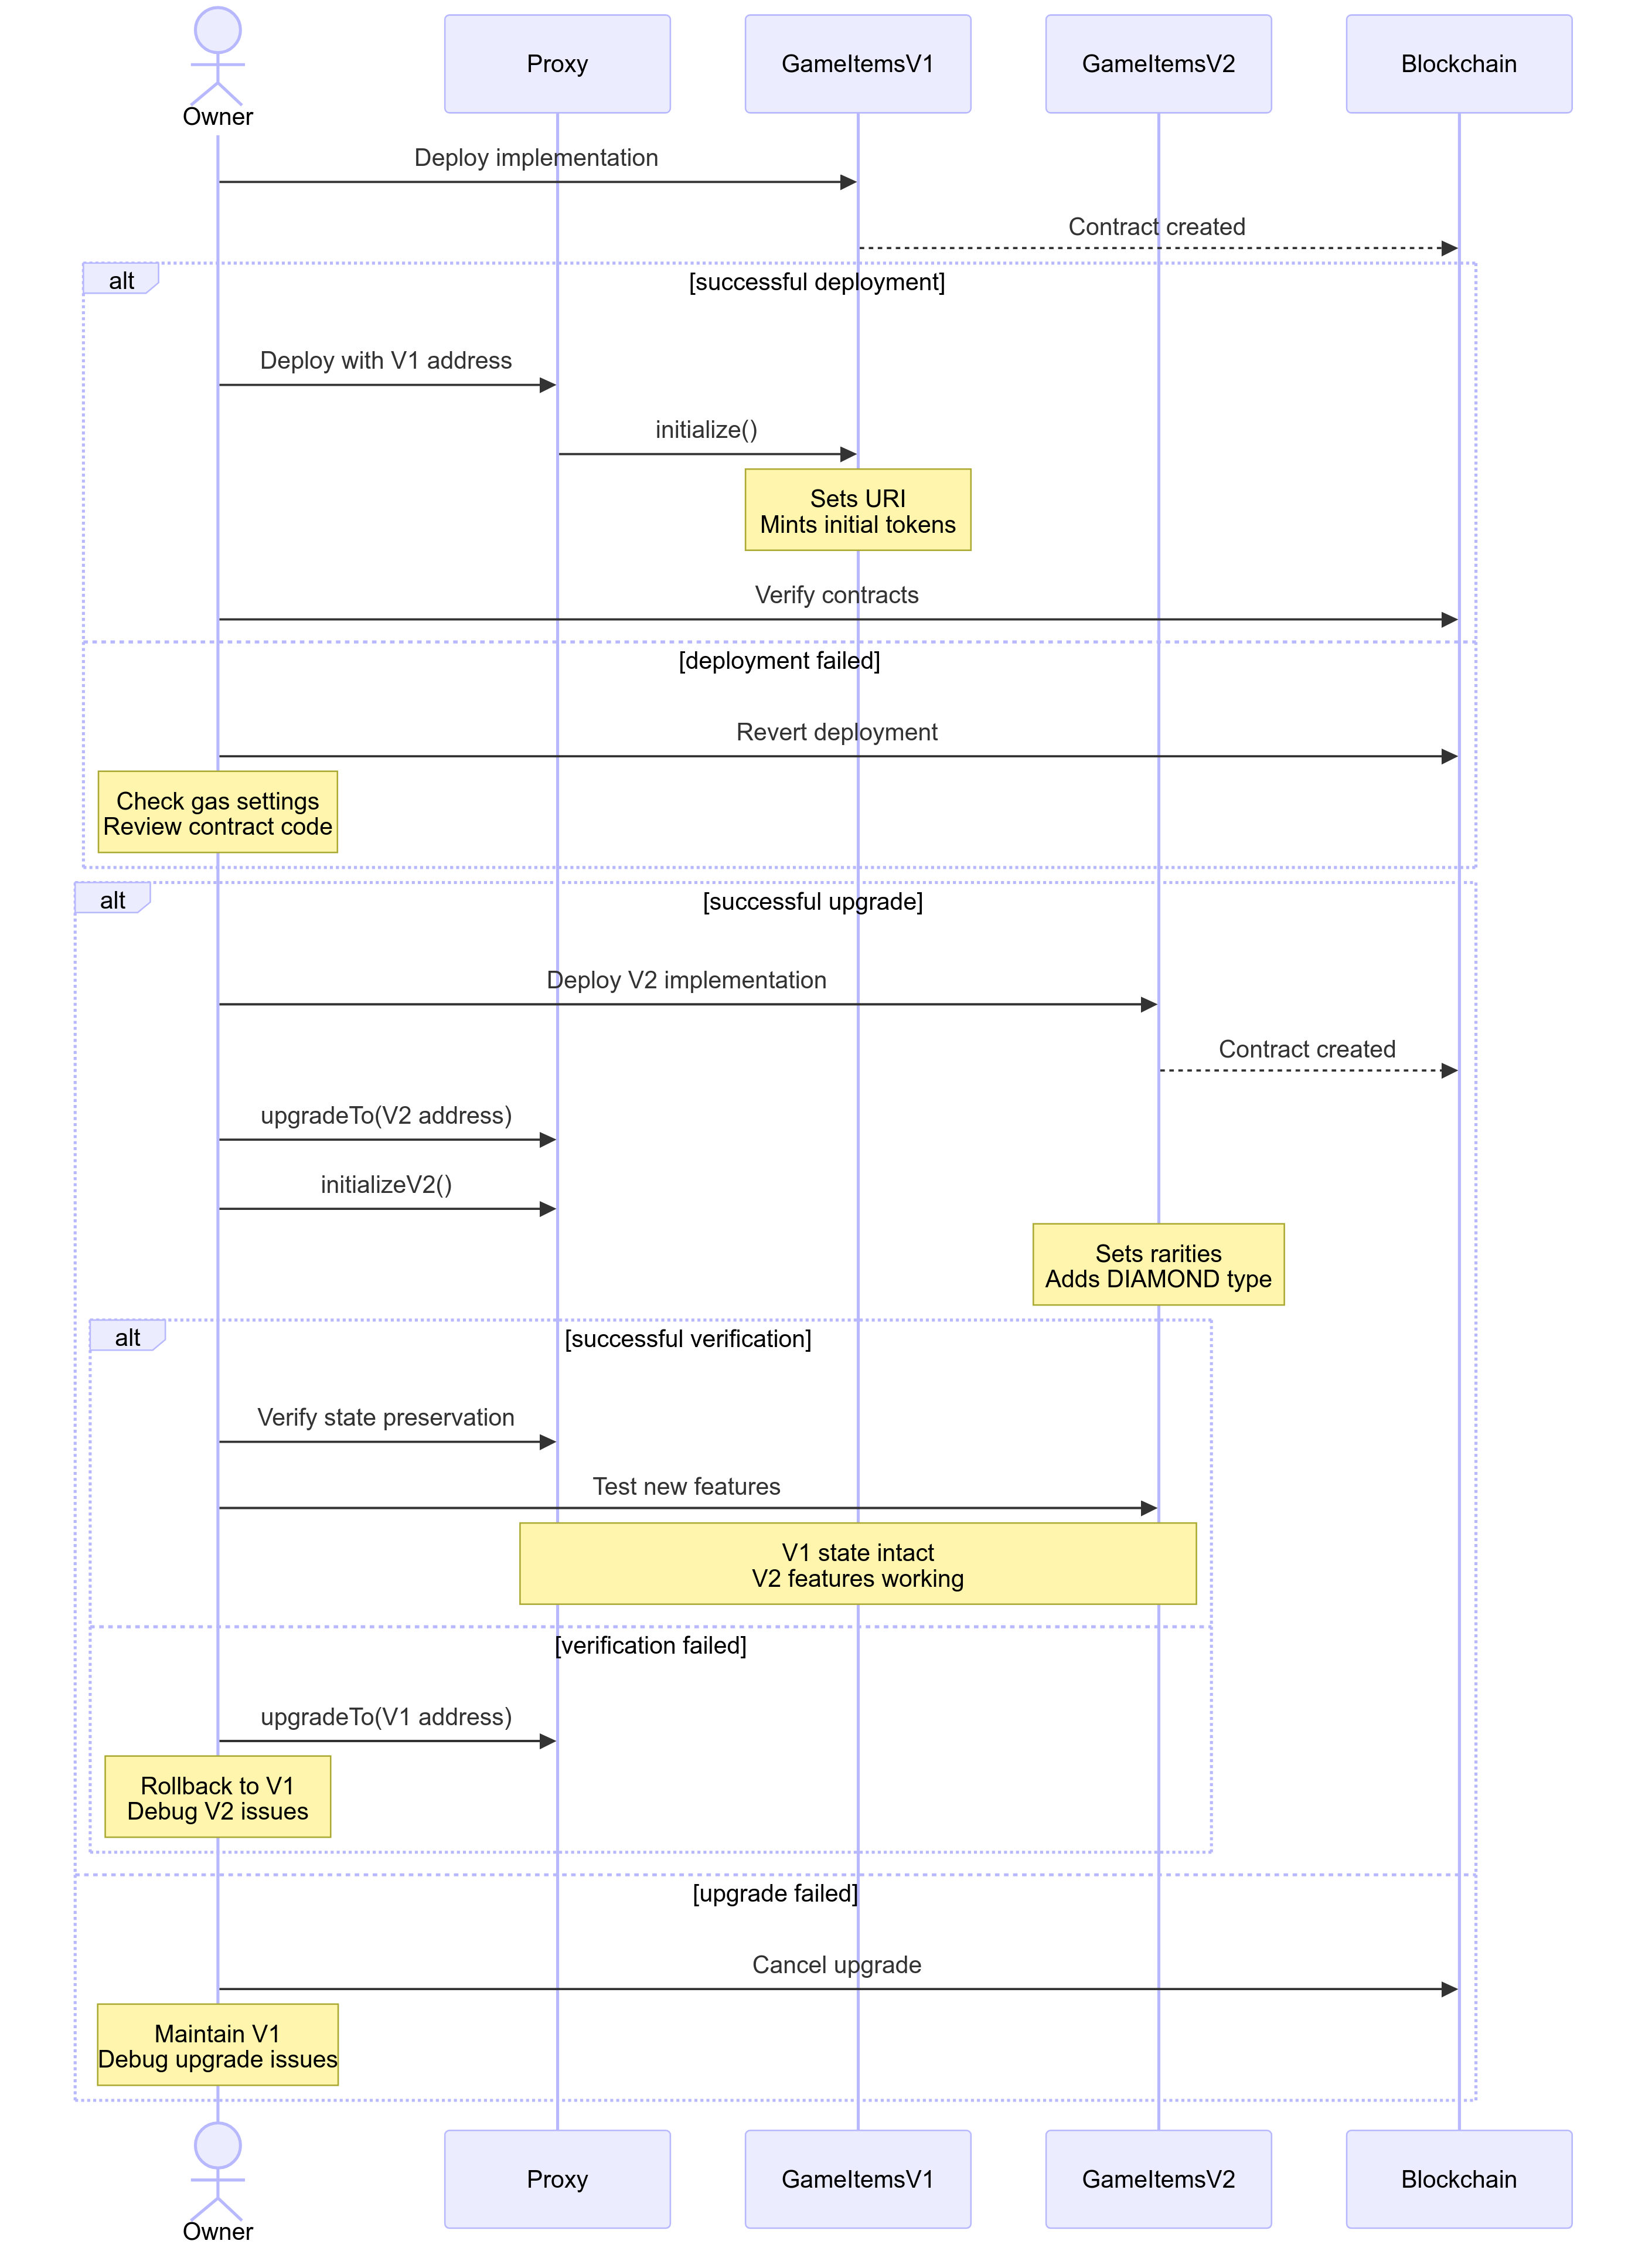 Owner
Proxy
GameItemsV1
GameItemsV2
Blockchain
Deploy implementation
Contract created
alt
[successful deployment]
Deploy with V1 address
initialize()
Sets URI
Mints initial tokens
Verify contracts
[deployment failed]
Revert deployment
Check gas settings
Review contract code
alt
[successful upgrade]
Deploy V2 implementation
Contract created
upgradeTo(V2 address)
initializeV2()
Sets rarities
Adds DIAMOND type
alt
[successful verification]
Verify state preservation
Test new features
V1 state intact
V2 features working
[verification failed]
upgradeTo(V1 address)
Rollback to V1
Debug V2 issues
[upgrade failed]
Cancel upgrade
Maintain V1
Debug upgrade issues
Owner
Proxy
GameItemsV1
GameItemsV2
Blockchain